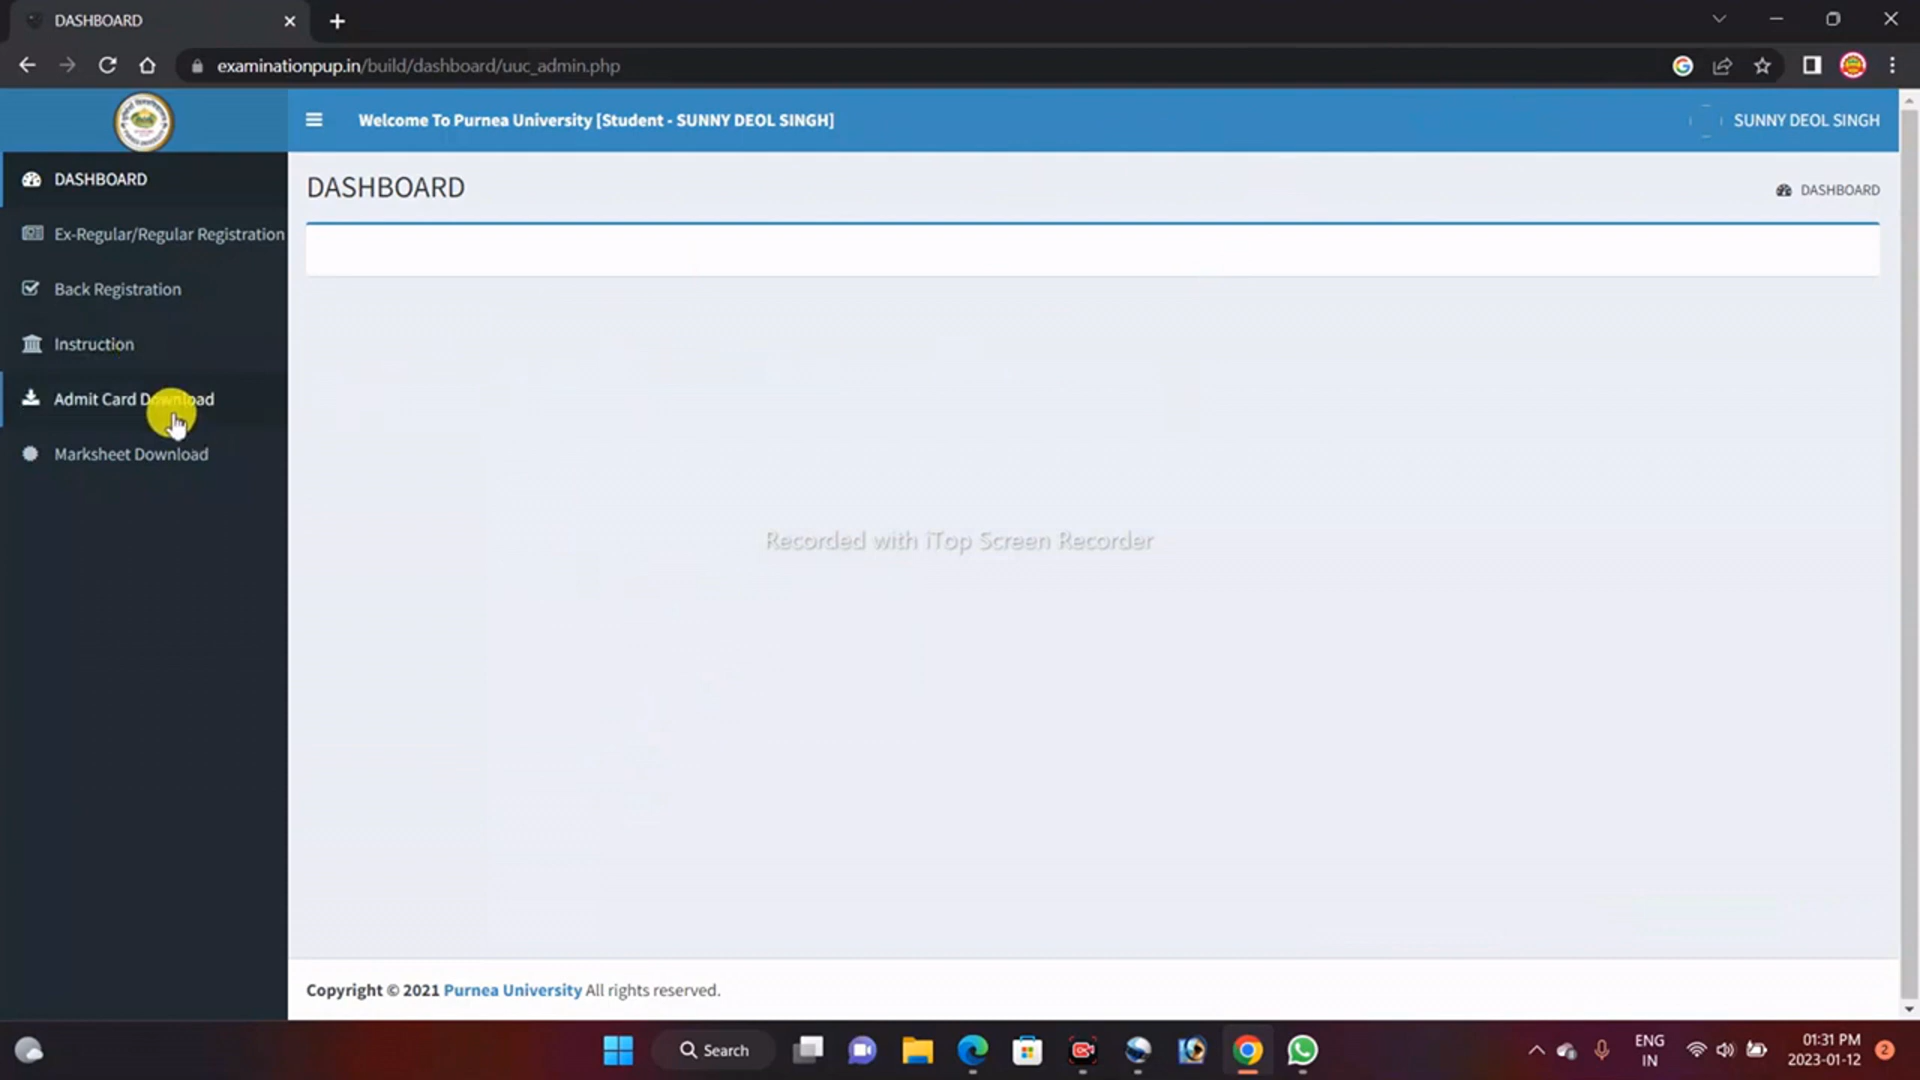 DASHBOARD
examinationpup.in/build/dashboard/uuc_admin.php
Welcome To Purnea University [Student - SUNNY DEOL SINGH]
SUNNY DEOL SINGH
DASHBOARD
Ex-Regular/Regular Registration
Back Registration
Instruction
Admit Card Download
Marksheet Download
DASHBOARD
DASHBOARD
Recorded with iTop Screen Recorder
Copyright © 2021 Purnea University All rights reserved.
Search
ENG
IN
01:31 PM
2023-01-12
2